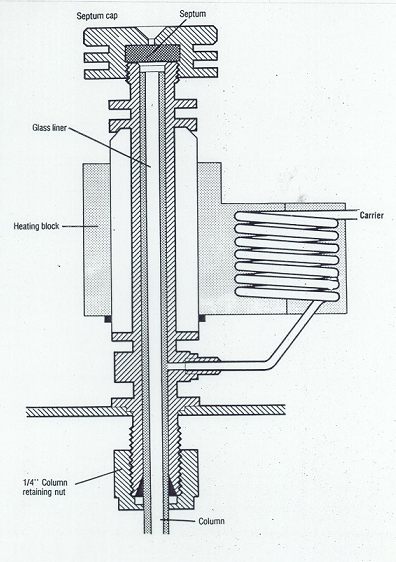 Septum cap
Septum
Glass liner
Carrier
Heating block
1/4'' Column
retaining nut
Column